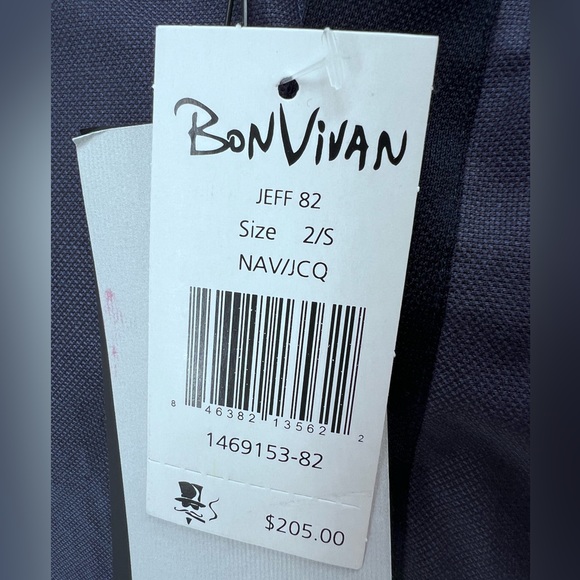 BONVIVAN
JEFF 82
Size 2/S
NAV/JCQ
8 46382 13562 2
1469153-82
$205.00